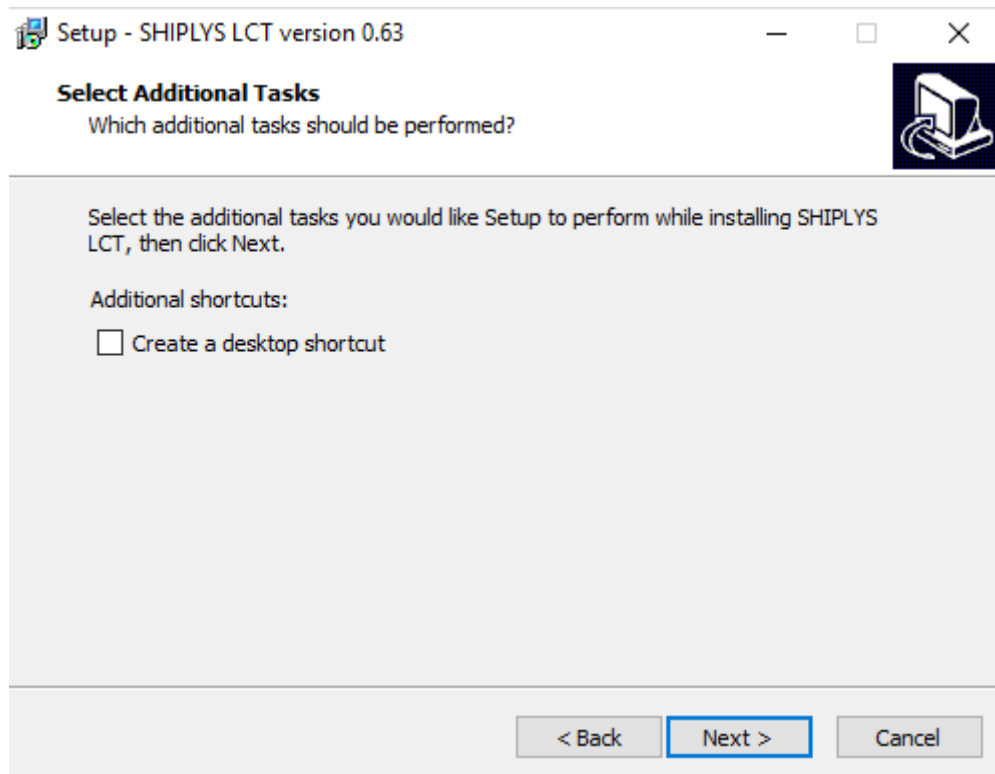 Setup - SHIPLYS LCT version 0.63
Select Additional Tasks
Which additional tasks should be performed?
Select the additional tasks you would like Setup to perform while installing SHIPLYS
LCT, then click Next.
Additional shortcuts:
Create a desktop shortcut
< Back
Next >
Cancel